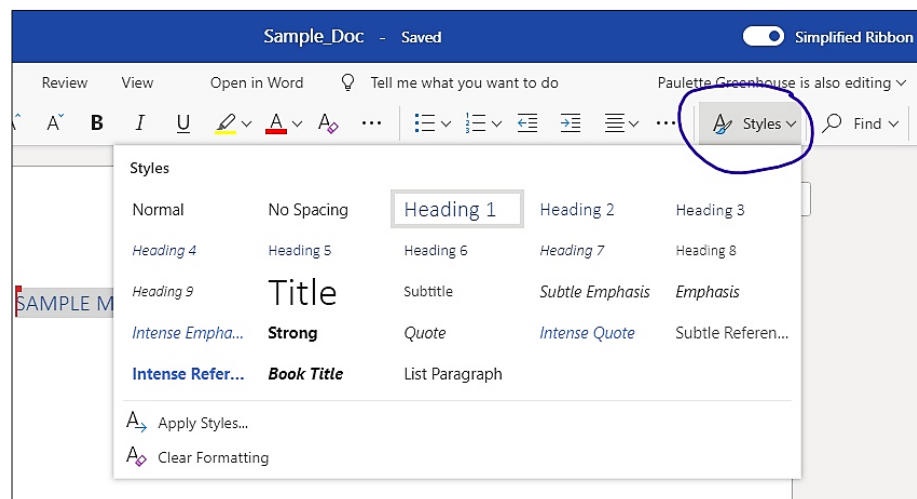 Sample_Doc - Saved Simplified Ribbon
Review View Open in Word Tell me what you want to do Paulette Greenhouse is also editing
A B I U A A ... ... Styles Find
Styles
Normal No Spacing Heading 1 Heading 2 Heading 3
Heading 4 Heading 5 Heading 6 Heading 7 Heading 8
Heading 9 Title Subtitle Subtle Emphasis Emphasis
SAMPLE M
Intense Empha... Strong Quote Intense Quote Subtle Referen...
Intense Refer... Book Title List Paragraph
Apply Styles...
Clear Formatting